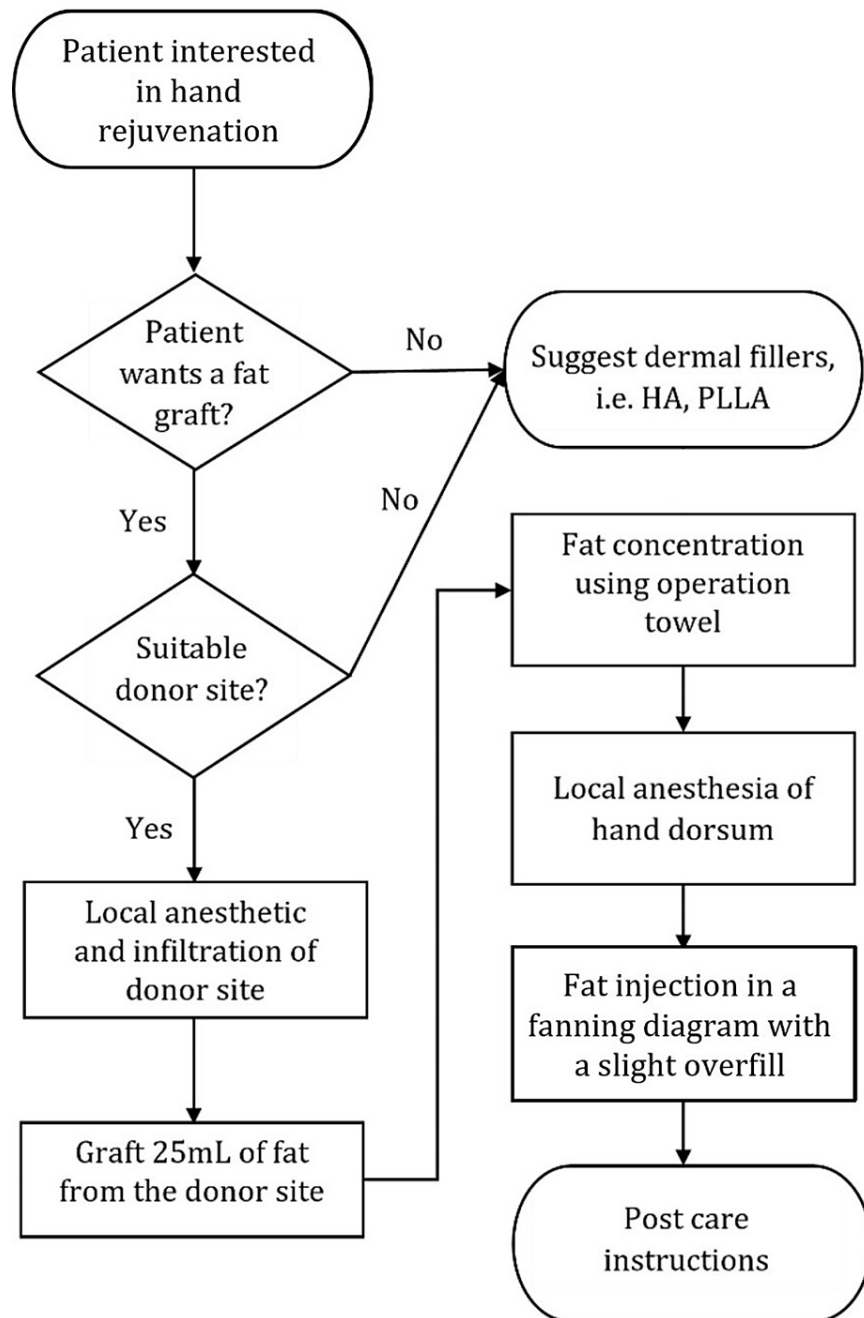 Patient interested
in hand
rejuvenation
Patient
wants a fat
graft?
No
Suggest dermal fillers,
i.e. HA, PLLA
Yes
No
Suitable
donor site?
Yes
Local anesthetic
and infiltration of
donor site
Graft 25mL of fat
from the donor site
Fat concentration
using operation
towel
Local anesthesia of
hand dorsum
Fat injection in a
fanning diagram with
a slight overfill
Post care
instructions